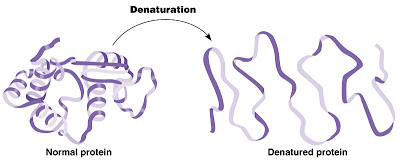 Denaturation
Normal protein
Denatured protein